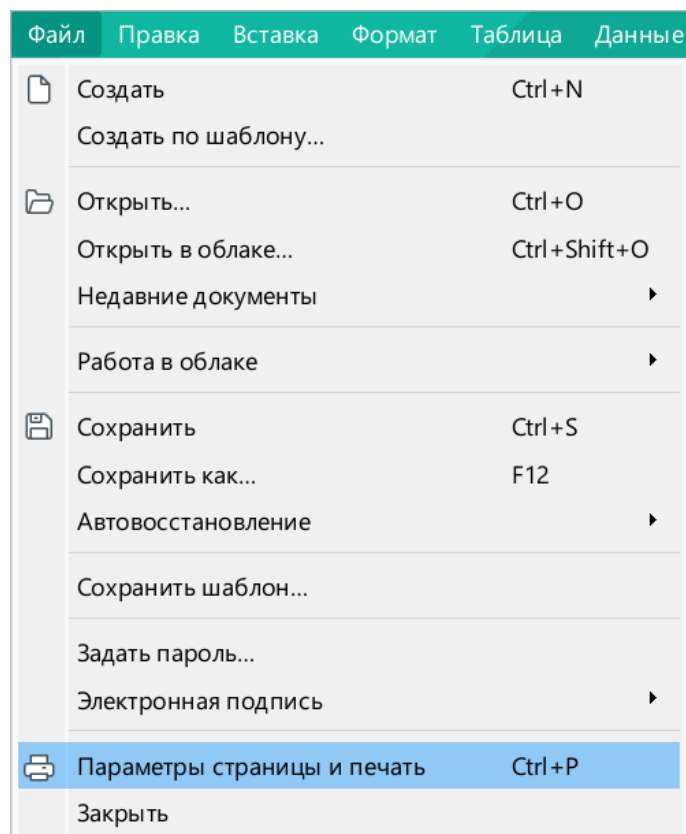 Файл Правка Вставка Формат Таблица Данные
Создать Ctrl+N
Создать по шаблону...
Открыть... Ctrl+O
Открыть в облаке... Ctrl+Shift+O
Недавние документы
Работа в облаке
Сохранить Ctrl+S
Сохранить как... F12
Автовосстановление
Сохранить шаблон...
Задать пароль...
Электронная подпись
Параметры страницы и печать Ctrl+P
Закрыть